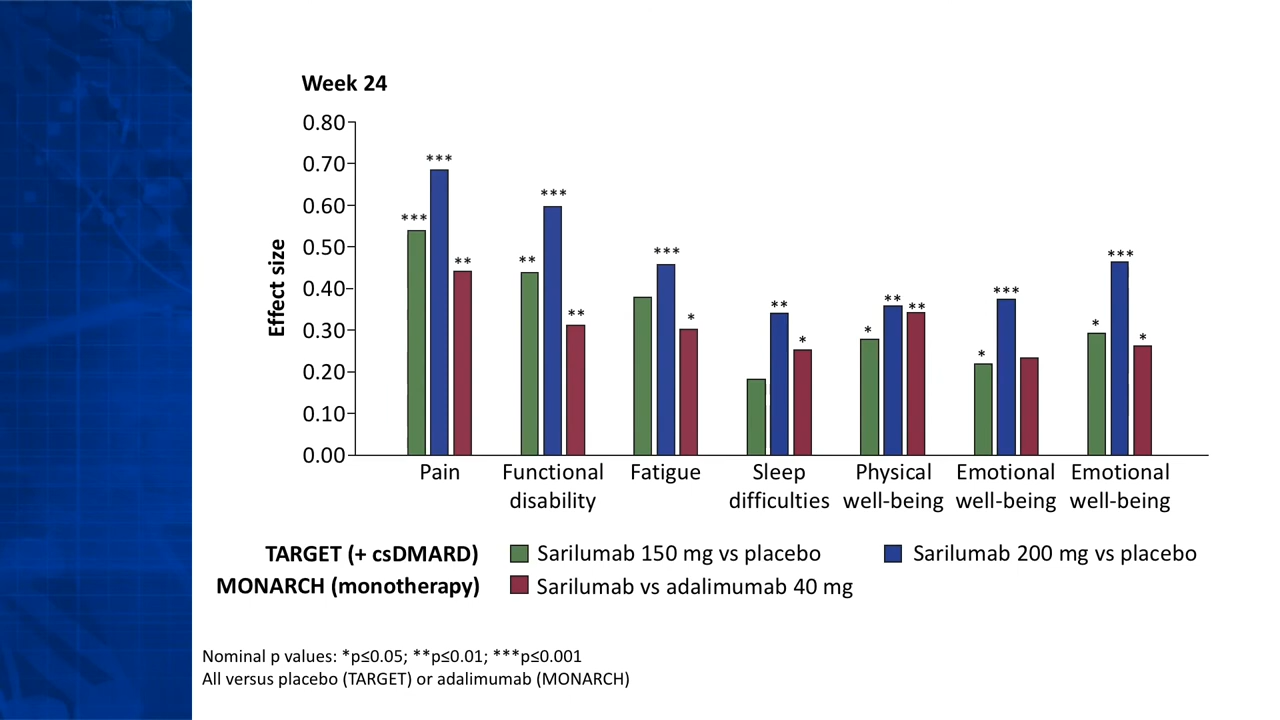 Week 24
0.80
0.70
0.60
0.50
0.40
0.30
0.20
0.10
0.00
Effect size
*** *** **
** *** **
*** *
** *
* ** **
* ***
* *** *
Pain
Functional
disability
Fatigue
Sleep
difficulties
Physical
well-being
Emotional
well-being
Emotional
well-being
TARGET (+ csDMARD) Sarilumab 150 mg vs placebo Sarilumab 200 mg vs placebo
MONARCH (monotherapy) Sarilumab vs adalimumab 40 mg
Nominal p values: *p≤0.05; **p≤0.01; ***p≤0.001
All versus placebo (TARGET) or adalimumab (MONARCH)